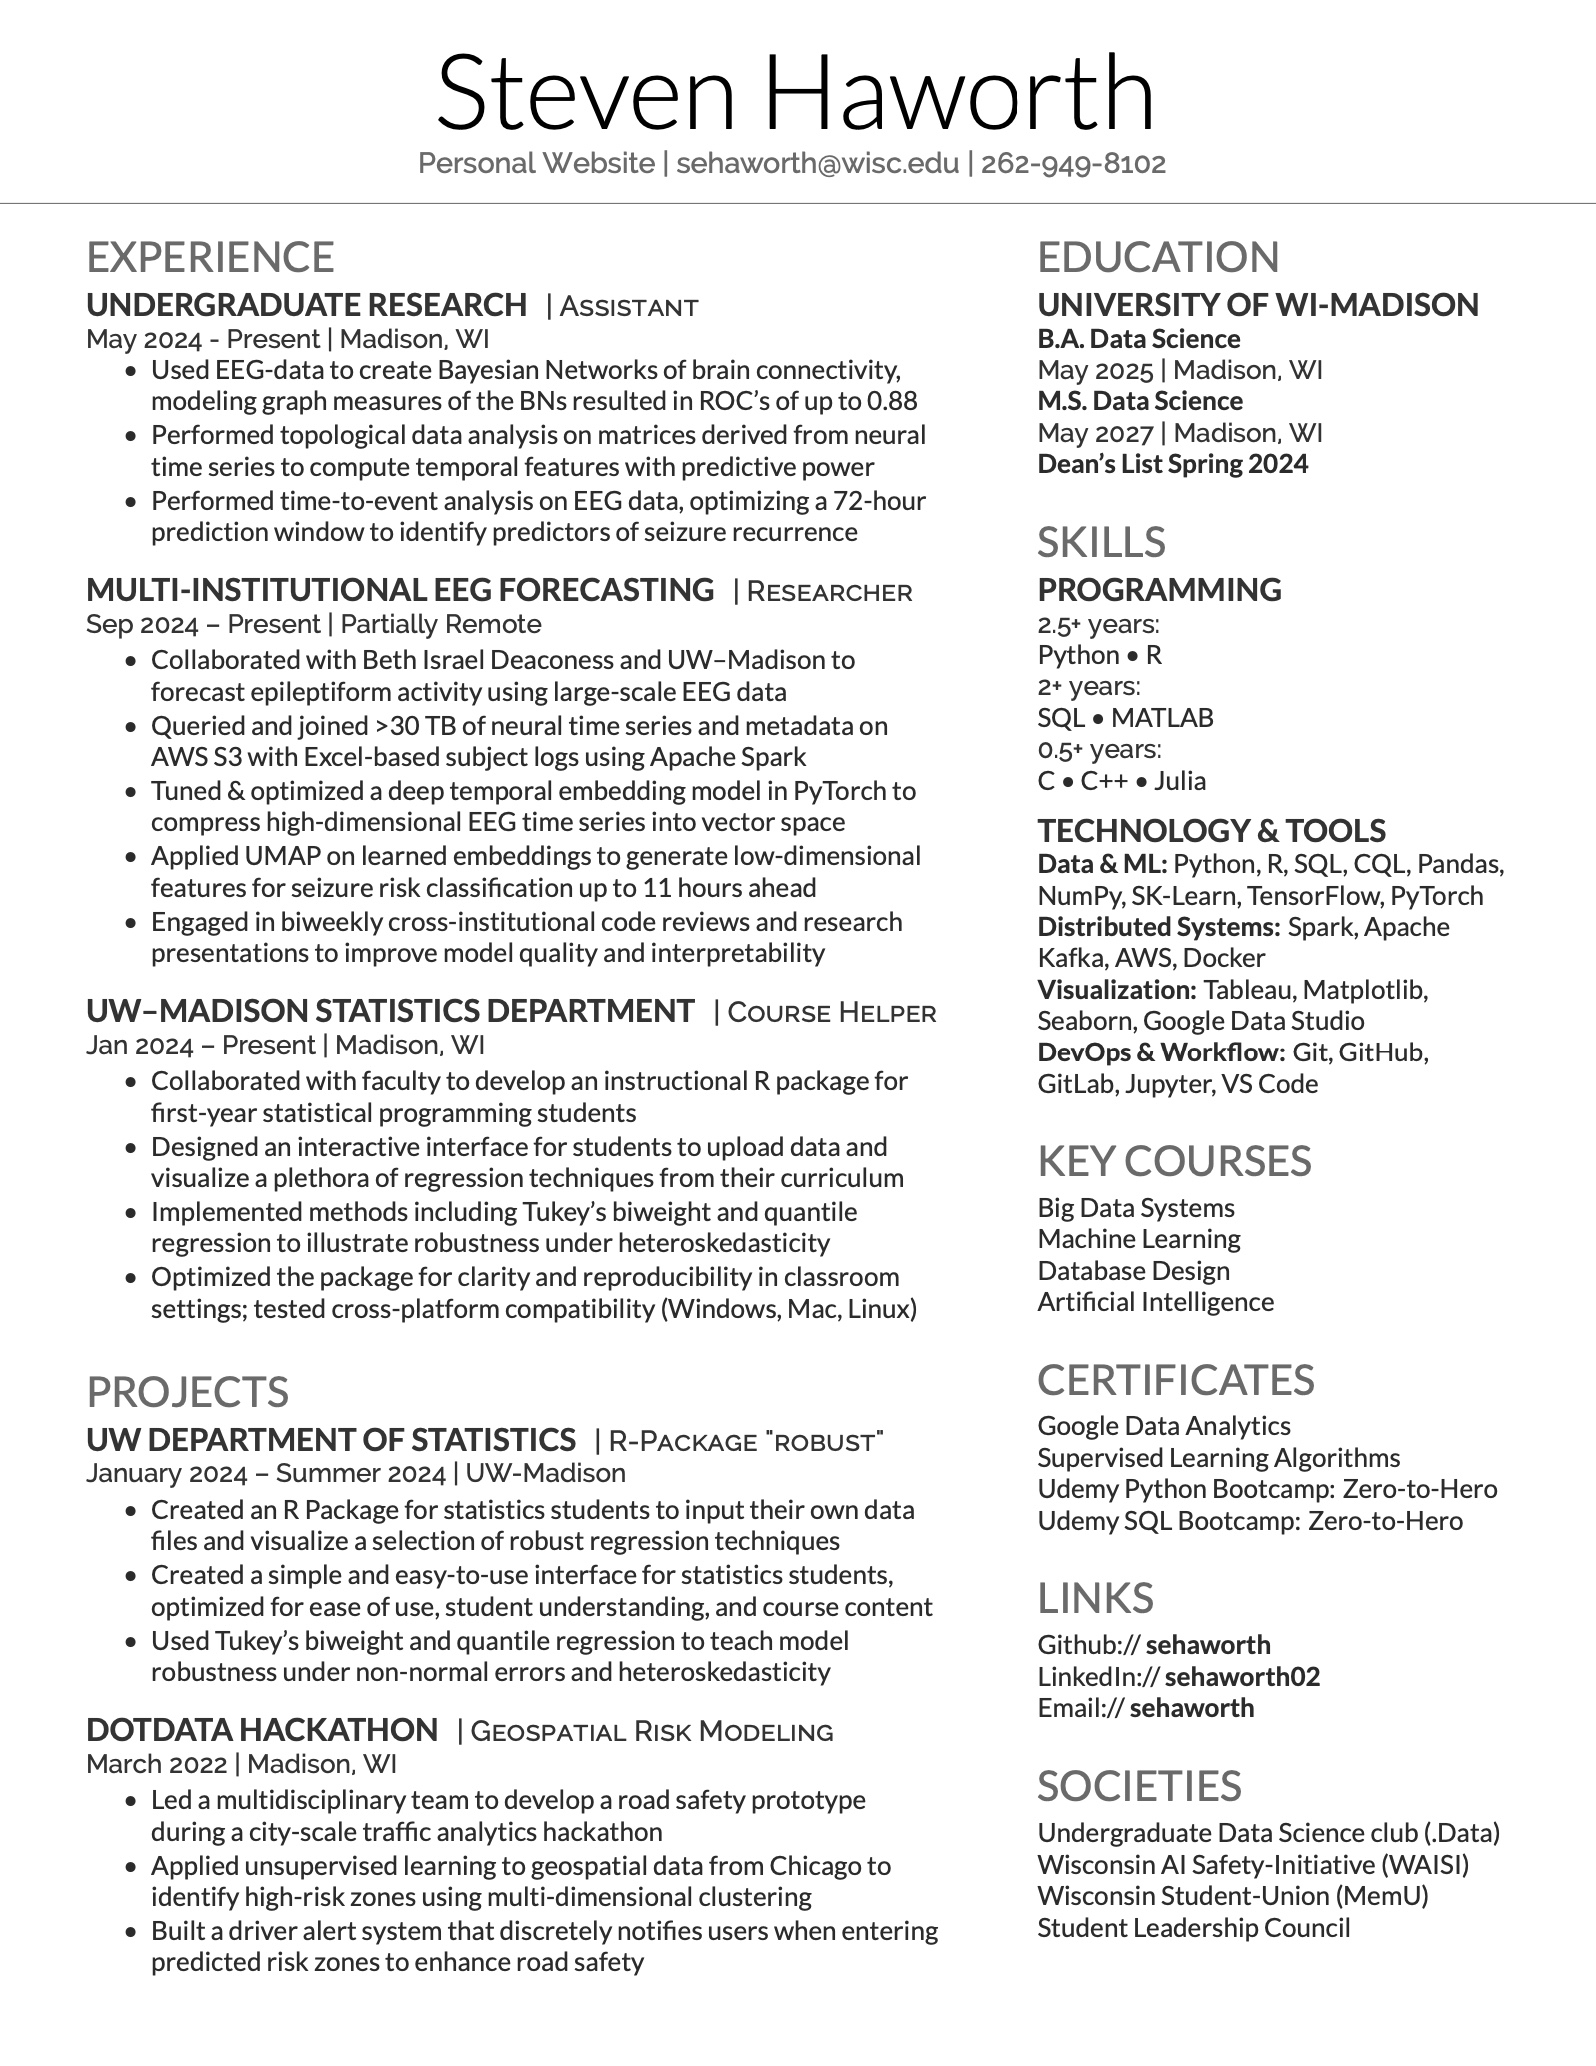 Steven Haworth
Personal Website | sehaworth@wisc.edu | 262-949-8102
EXPERIENCE
UNDERGRADUATE RESEARCH | ASSISTANT
May 2024 - Present | Madison, WI
• Used EEG-data to create Bayesian Networks of brain connectivity,
modeling graph measures of the BNs resulted in ROC's of up to 0.88
• Performed topological data analysis on matrices derived from neural
time series to compute temporal features with predictive power
• Performed time-to-event analysis on EEG data, optimizing a 72-hour
prediction window to identify predictors of seizure recurrence
MULTI-INSTITUTIONAL EEG FORECASTING | RESEARCHER
Sep 2024 – Present | Partially Remote
• Collaborated with Beth Israel Deaconess and UW–Madison to
forecast epileptiform activity using large-scale EEG data
• Queried and joined >30 TB of neural time series and metadata on
AWS S3 with Excel-based subject logs using Apache Spark
• Tuned & optimized a deep temporal embedding model in PyTorch to
compress high-dimensional EEG time series into vector space
• Applied UMAP on learned embeddings to generate low-dimensional
features for seizure risk classification up to 11 hours ahead
• Engaged in biweekly cross-institutional code reviews and research
presentations to improve model quality and interpretability
UW–MADISON STATISTICS DEPARTMENT | COURSE HELPER
Jan 2024 – Present | Madison, WI
• Collaborated with faculty to develop an instructional R package for
first-year statistical programming students
• Designed an interactive interface for students to upload data and
visualize a plethora of regression techniques from their curriculum
• Implemented methods including Tukey's biweight and quantile
regression to illustrate robustness under heteroskedasticity
• Optimized the package for clarity and reproducibility in classroom
settings; tested cross-platform compatibility (Windows, Mac, Linux)
PROJECTS
UW DEPARTMENT OF STATISTICS | R-PACKAGE "ROBUST"
January 2024 – Summer 2024 | UW-Madison
• Created an R Package for statistics students to input their own data
files and visualize a selection of robust regression techniques
• Created a simple and easy-to-use interface for statistics students,
optimized for ease of use, student understanding, and course content
• Used Tukey's biweight and quantile regression to teach model
robustness under non-normal errors and heteroskedasticity
DOTDATA HACKATHON | GEOSPATIAL RISK MODELING
March 2022 | Madison, WI
• Led a multidisciplinary team to develop a road safety prototype
during a city-scale traffic analytics hackathon
• Applied unsupervised learning to geospatial data from Chicago to
identify high-risk zones using multi-dimensional clustering
• Built a driver alert system that discretely notifies users when entering
predicted risk zones to enhance road safety
EDUCATION
UNIVERSITY OF WI-MADISON
B.A. Data Science
May 2025 | Madison, WI
M.S. Data Science
May 2027 | Madison, WI
Dean's List Spring 2024
SKILLS
PROGRAMMING
2.5+ years:
Python • R
2+ years:
SQL • MATLAB
0.5+ years:
C • C++ • Julia
TECHNOLOGY & TOOLS
Data & ML: Python, R, SQL, CQL, Pandas,
NumPy, SK-Learn, TensorFlow, PyTorch
Distributed Systems: Spark, Apache
Kafka, AWS, Docker
Visualization: Tableau, Matplotlib,
Seaborn, Google Data Studio
DevOps & Workflow: Git, GitHub,
GitLab, Jupyter, VS Code
KEY COURSES
Big Data Systems
Machine Learning
Database Design
Artificial Intelligence
CERTIFICATES
Google Data Analytics
Supervised Learning Algorithms
Udemy Python Bootcamp: Zero-to-Hero
Udemy SQL Bootcamp: Zero-to-Hero
LINKS
Github:// sehaworth
LinkedIn:// sehaworth02
Email:// sehaworth
SOCIETIES
Undergraduate Data Science club (.Data)
Wisconsin AI Safety-Initiative (WAISI)
Wisconsin Student-Union (MemU)
Student Leadership Council